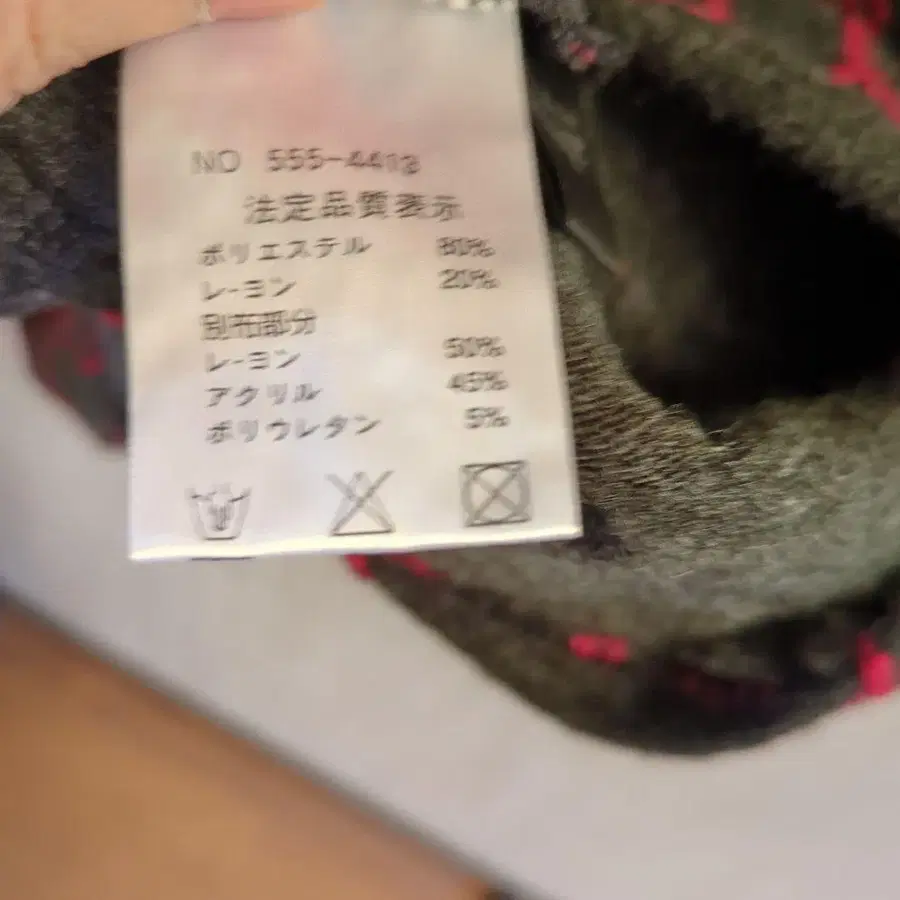 NO 555-4413
法定品質表示
ポリエステル 80%
レーヨン 20%
別布部分
レーヨン 50%
アクリル 45%
ポリウレタン 5%